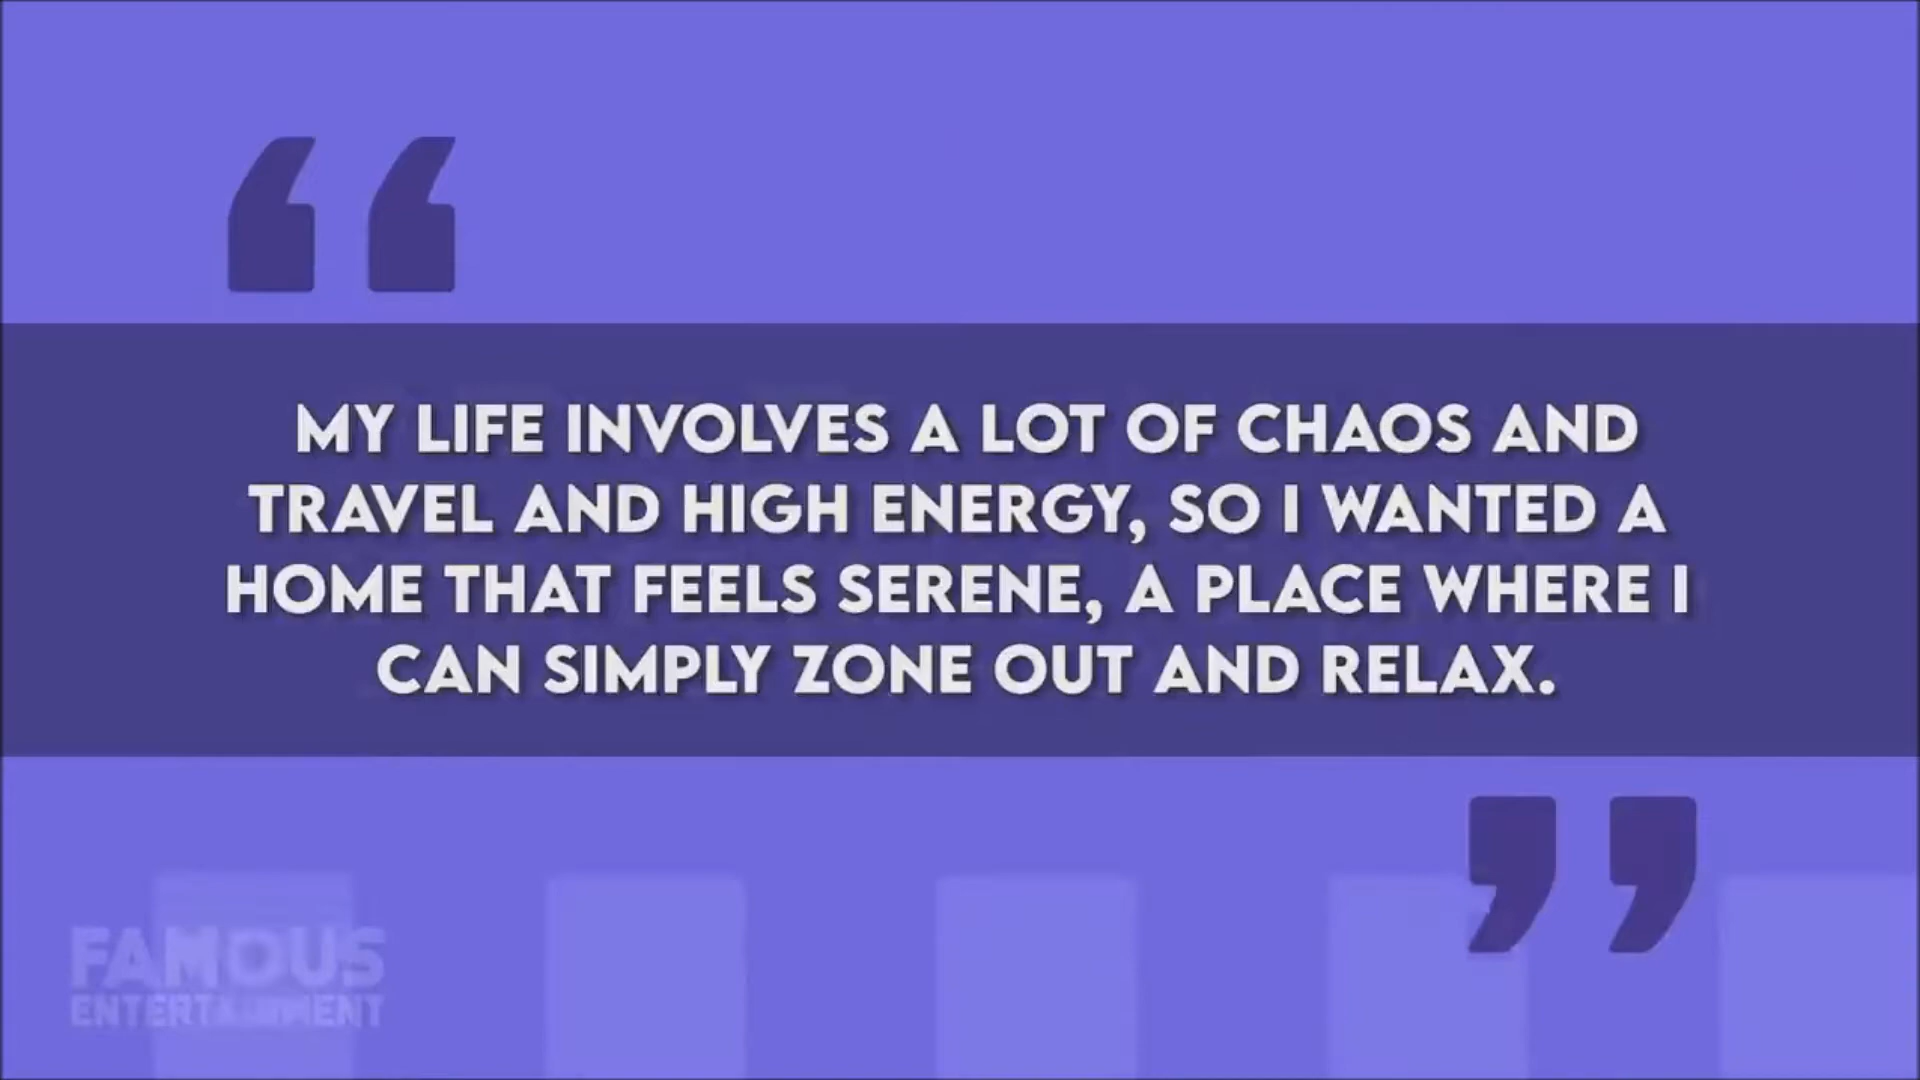 MY LIFE INVOLVES A LOT OF CHAOS AND
TRAVEL AND HIGH ENERGY, SO I WANTED A
HOME THAT FEELS SERENE, A PLACE WHERE I
CAN SIMPLY ZONE OUT AND RELAX.
FAMOUS
ENTERTAINMENT